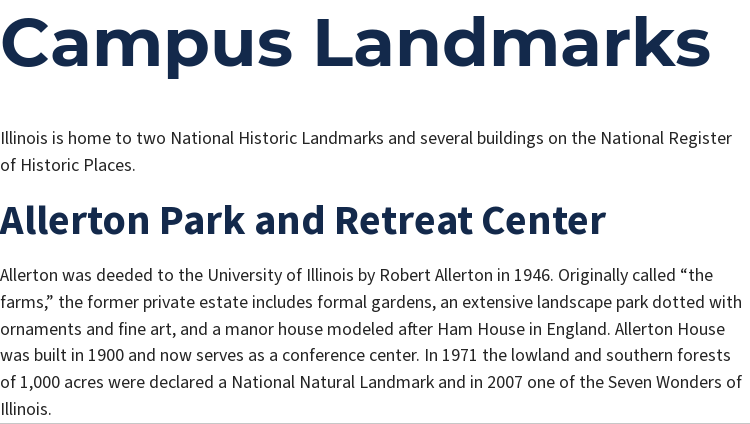 Campus Landmarks
Illinois is home to two National Historic Landmarks and several buildings on the National Register
of Historic Places.
Allerton Park and Retreat Center
Allerton was deeded to the University of Illinois by Robert Allerton in 1946. Originally called “the
farms,” the former private estate includes formal gardens, an extensive landscape park dotted with
ornaments and fine art, and a manor house modeled after Ham House in England. Allerton House
was built in 1900 and now serves as a conference center. In 1971 the lowland and southern forests
of 1,000 acres were declared a National Natural Landmark and in 2007 one of the Seven Wonders of
Illinois.